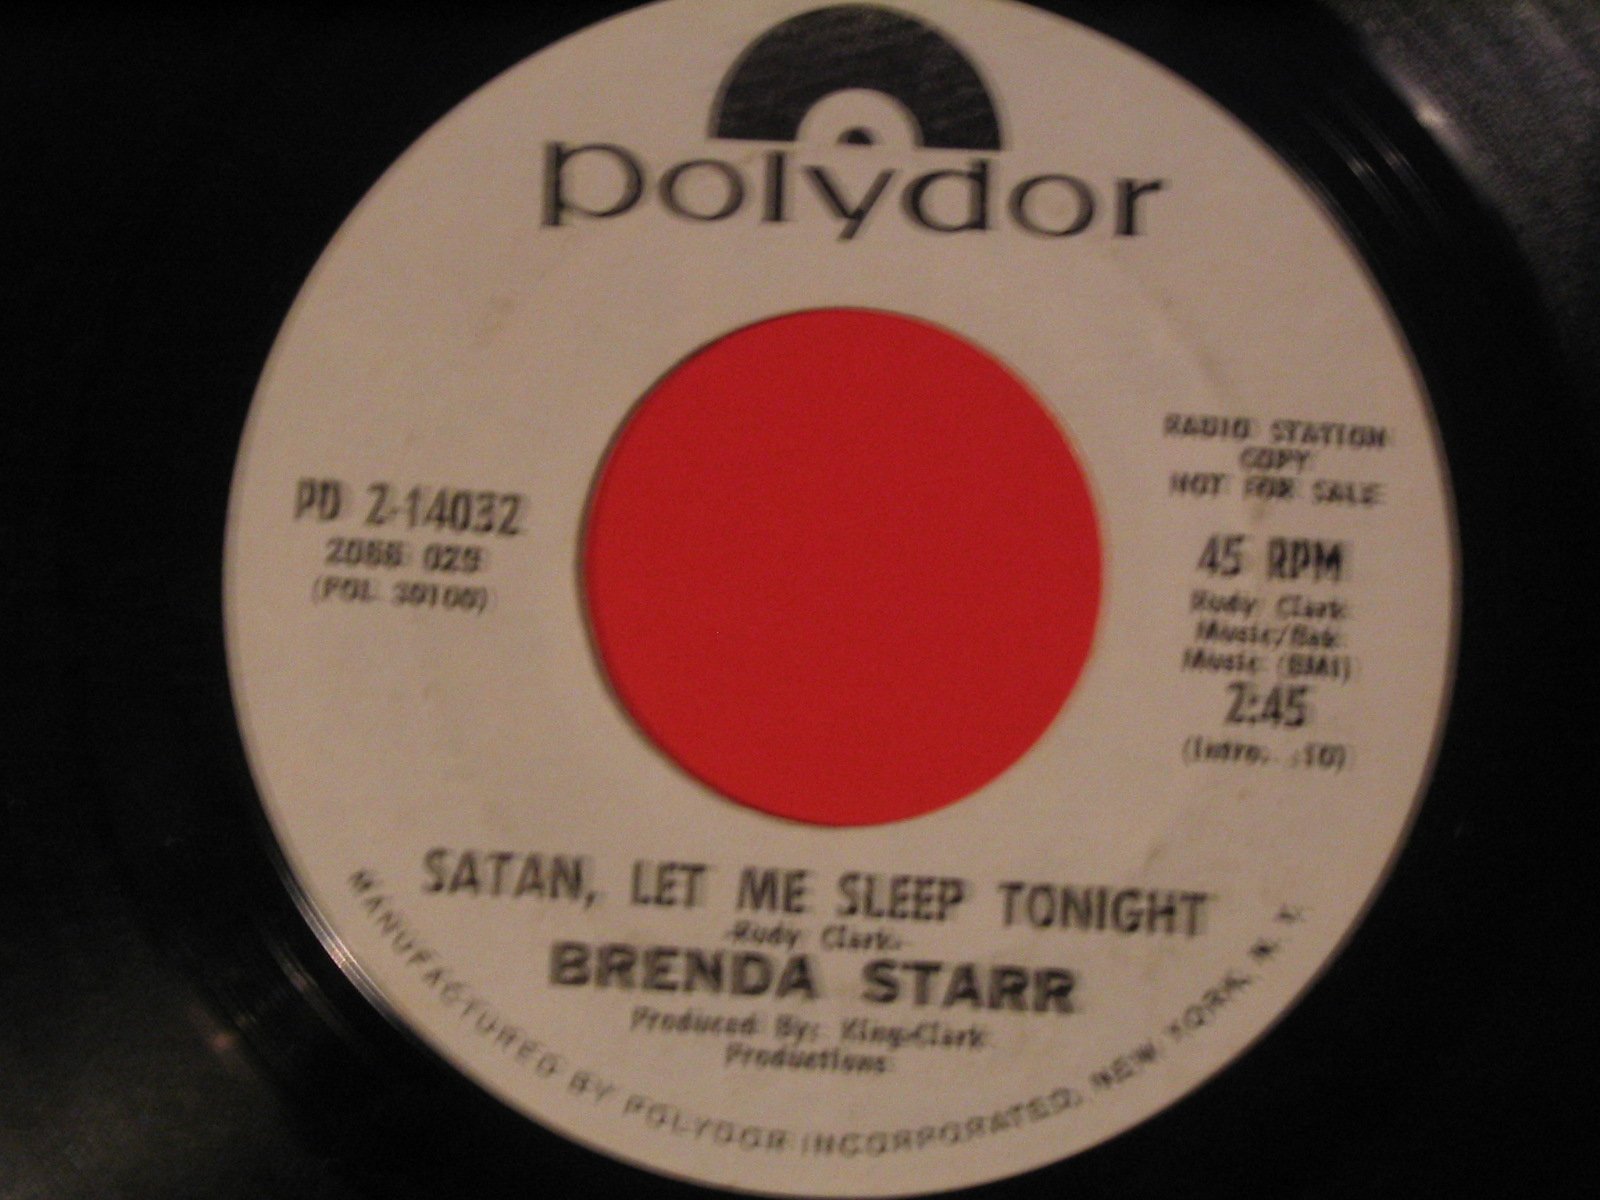 polydor
RADIO STATION
COPY
NOT FOR SALE
PD 2-14032
2066 029
(POL 30100)
45 RPM
Rudy Clark
Music/
Music (BMI)
2:45
(Intro. :10)
SATAN, LET ME SLEEP TONIGHT
-Rudy Clark-
BRENDA STARR
Produced By: King-Clark
Productions
MANUFACTURED BY POLYDOR INCORPORATED, NEW YORK, N.Y.